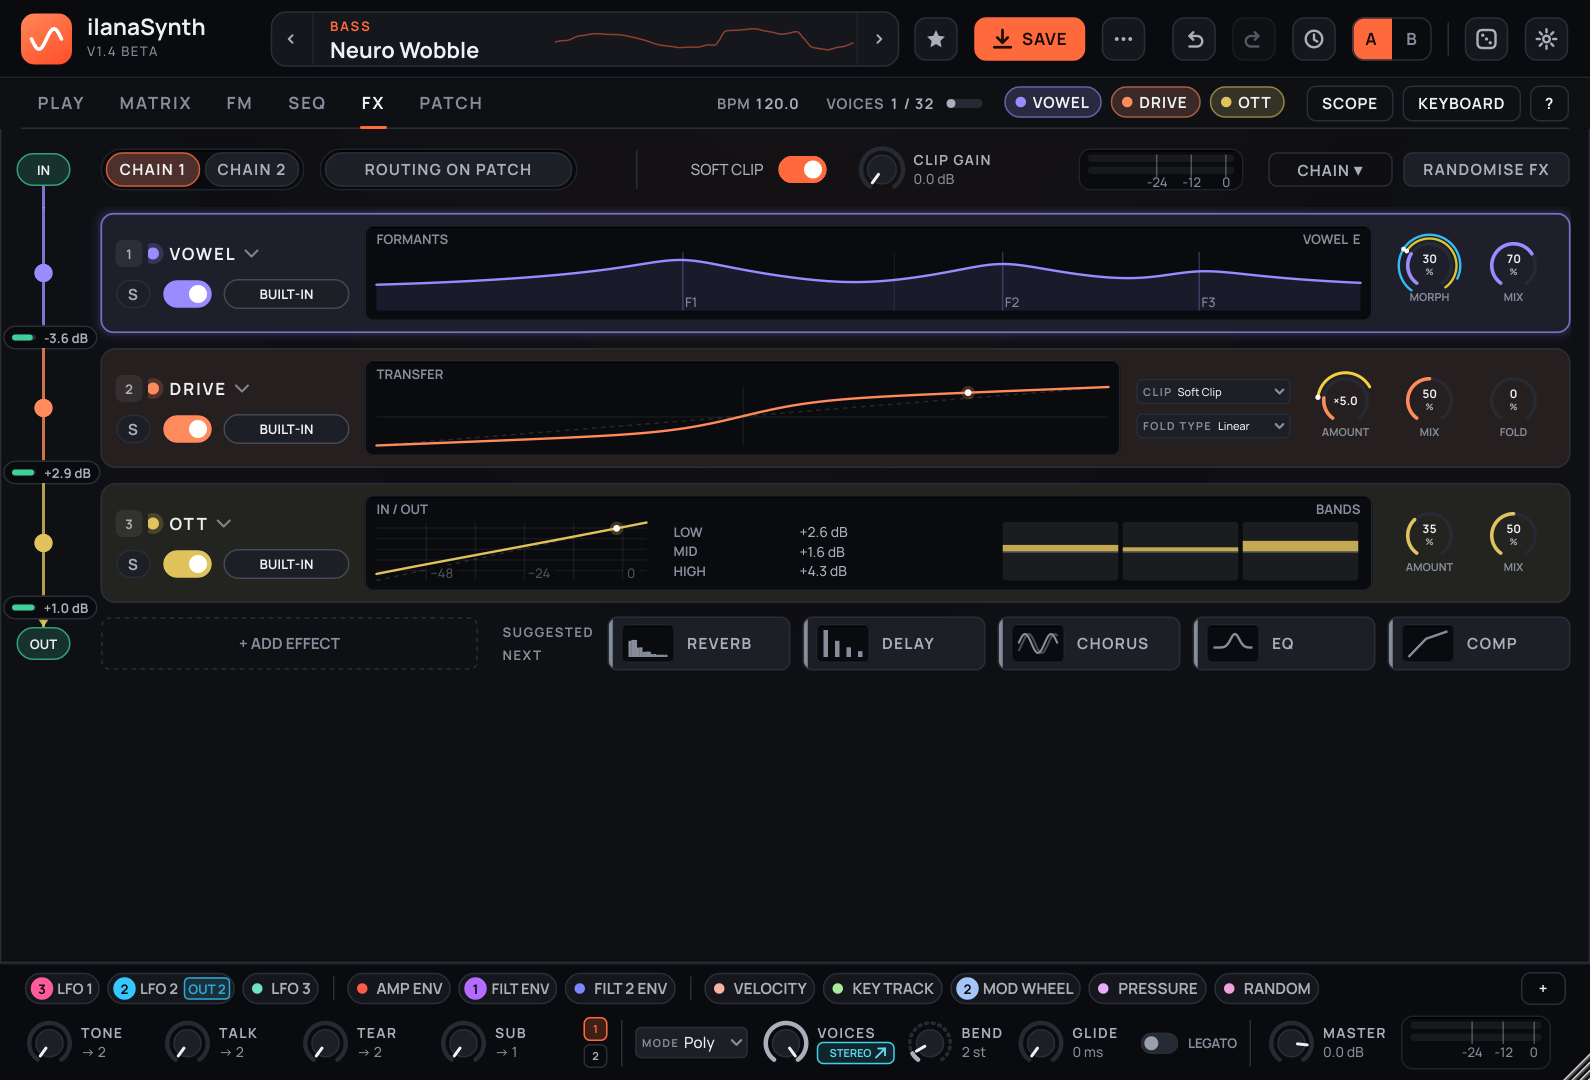 ilanaSynth
V1.4 BETA
BASS
Neuro Wobble
SAVE
A B
PLAY MATRIX FM SEQ FX PATCH
BPM 120.0 VOICES 1 / 32
VOWEL DRIVE OTT
SCOPE KEYBOARD ?
IN
CHAIN 1 CHAIN 2 ROUTING ON PATCH
SOFT CLIP
CLIP GAIN
0.0 dB
-24 -12 0
CHAIN ▾
RANDOMISE FX
1 VOWEL
S BUILT-IN
FORMANTS VOWEL E
F1 F2 F3
30 %
MORPH
70 %
MIX
-3.6 dB
2 DRIVE
S BUILT-IN
TRANSFER
CLIP Soft Clip
FOLD TYPE Linear
×5.0
AMOUNT
50 %
MIX
0 %
FOLD
+2.9 dB
3 OTT
S BUILT-IN
IN / OUT
-48 -24 0
LOW +2.6 dB
MID +1.6 dB
HIGH +4.3 dB
BANDS
35 %
AMOUNT
50 %
MIX
+1.0 dB
OUT
+ ADD EFFECT
SUGGESTED
NEXT
REVERB DELAY CHORUS EQ COMP
3 LFO 1 2 LFO 2 OUT 2 LFO 3 AMP ENV 1 FILT ENV FILT 2 ENV VELOCITY KEY TRACK 2 MOD WHEEL PRESSURE RANDOM +
TONE
→ 2
TALK
→ 2
TEAR
→ 2
SUB
→ 1
1
2
MODE Poly
VOICES
STEREO ↗
BEND
2 st
GLIDE
0 ms
LEGATO
MASTER
0.0 dB
-24 -12 0